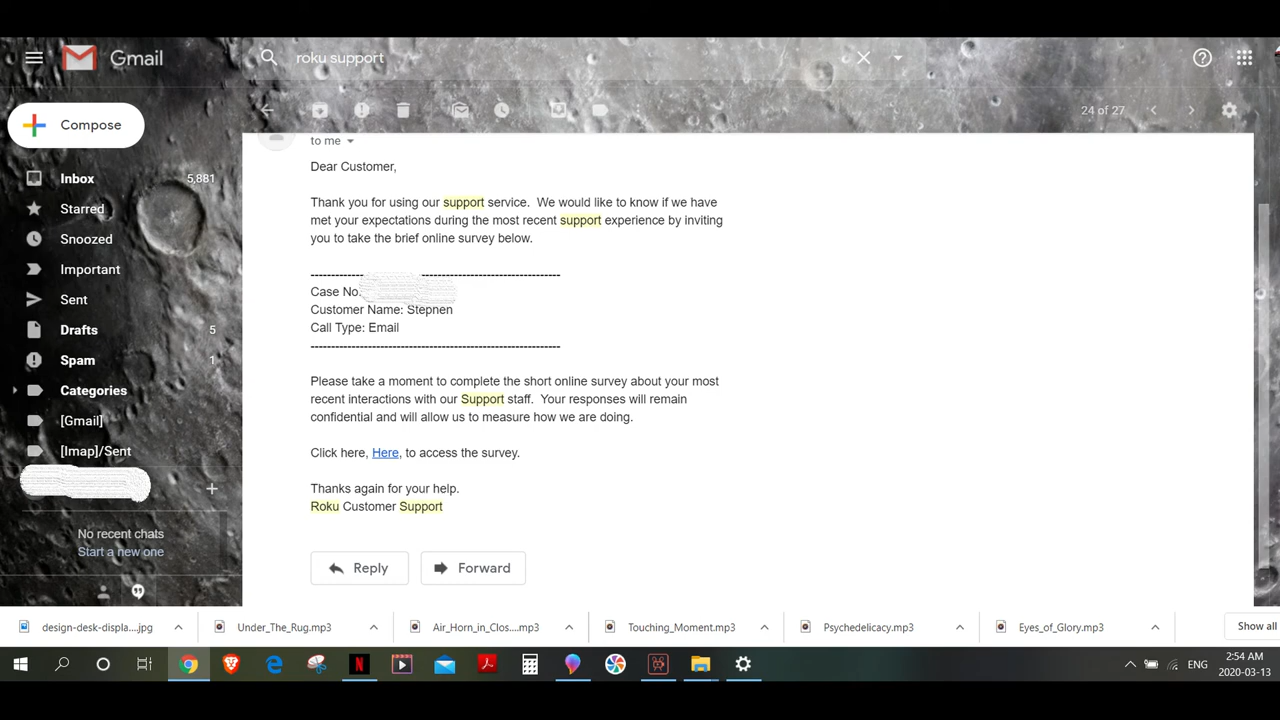 Gmail
roku support
Compose
24 of 27
Inbox 5,881
Starred
Snoozed
Important
Sent
Drafts 5
Spam 1
Categories
[Gmail]
[Imap]/Sent
No recent chats
Start a new one
to me
Dear Customer,
Thank you for using our support service. We would like to know if we have
met your expectations during the most recent support experience by inviting
you to take the brief online survey below.
-------------      ----------------------------------
Case No.
Customer Name: Stephen
Call Type: Email
-------------------------------------------------------------
Please take a moment to complete the short online survey about your most
recent interactions with our Support staff. Your responses will remain
confidential and will allow us to measure how we are doing.
Click here, Here, to access the survey.
Thanks again for your help.
Roku Customer Support
Reply Forward
design-desk-displa....jpg Under_The_Rug.mp3 Air_Horn_in_Clos....mp3 Touching_Moment.mp3 Psychedelicacy.mp3 Eyes_of_Glory.mp3 Show all
ENG
2:54 AM
2020-03-13